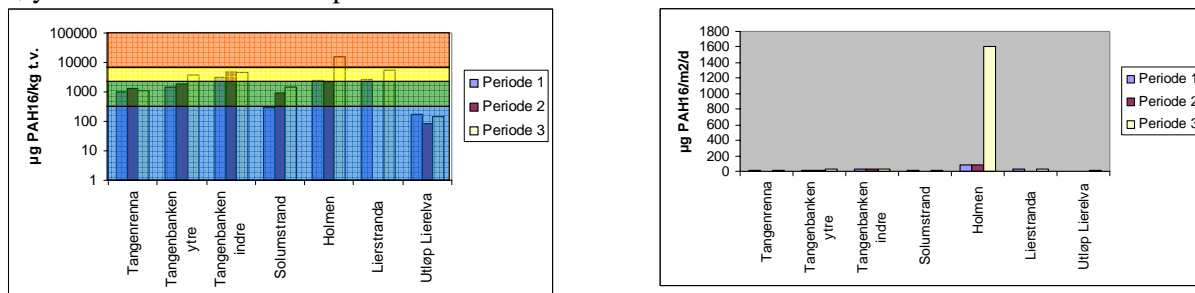 100000
10000
1000
100
10
1
µg PAH16/kg t.v.
Tangenrenna
Tangenbanken
ytre
Tangenbanken
indre
Solumstrand
Holmen
Lierstranda
Utløp Lierelva
Periode 1
Periode 2
Periode 3
1800
1600
1400
1200
1000
800
600
400
200
0
µg PAH16/m2/d
Tangenrenna
Tangenbanken
ytre
Tangenbanken
indre
Solumstrand
Holmen
Lierstranda
Utløp Lierelva
Periode 1
Periode 2
Periode 3